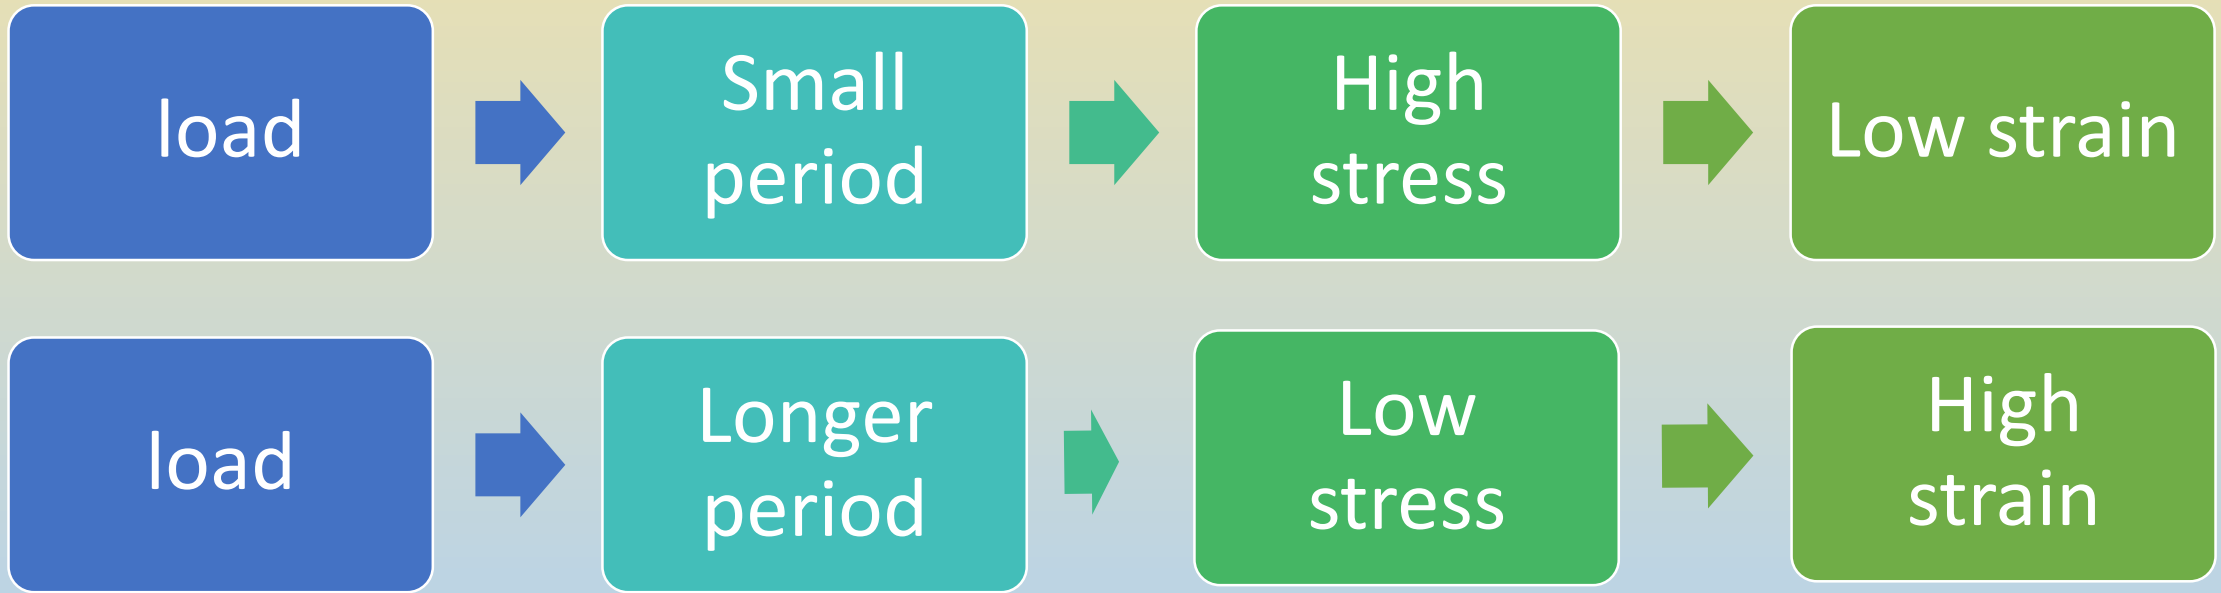 load
Small
period
High
stress
Low strain
load
Longer
period
Low
stress
High
strain